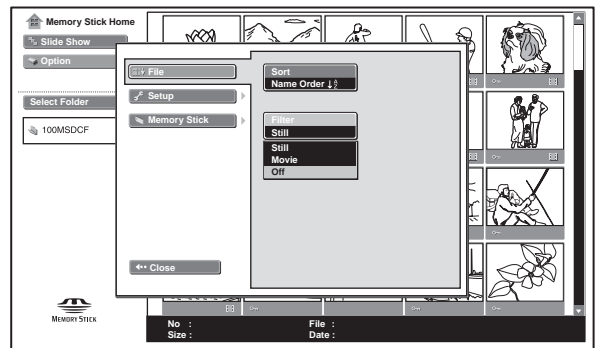 Memory Stick Home
Slide Show
Option
Select Folder
100MSDCF
MEMORY STICK
File
Setup
Memory Stick
Close
Sort
Name Order
Filter
Still
Still
Movie
Off
No :
File :
Size :
Date :